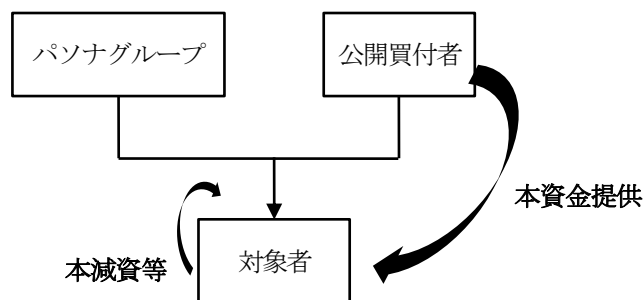 パソナグループ
公開買付者
本資金提供
本減資等
対象者